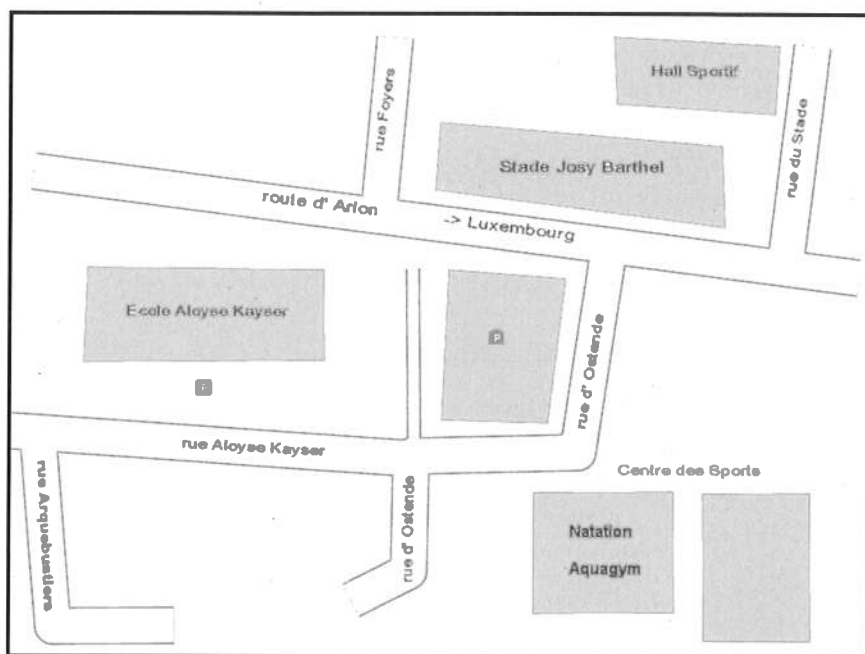 Hall Sportif
rue Foyers
rue du Stade
Stade Josy Barthel
route d' Arlon
-> Luxembourg
Ecole Aloyse Kayser
P
P
rue d' Ostende
rue Aloyse Kayser
Centre des Sports
rue Arquebustiers
rue d' Ostende
Natation
Aquagym